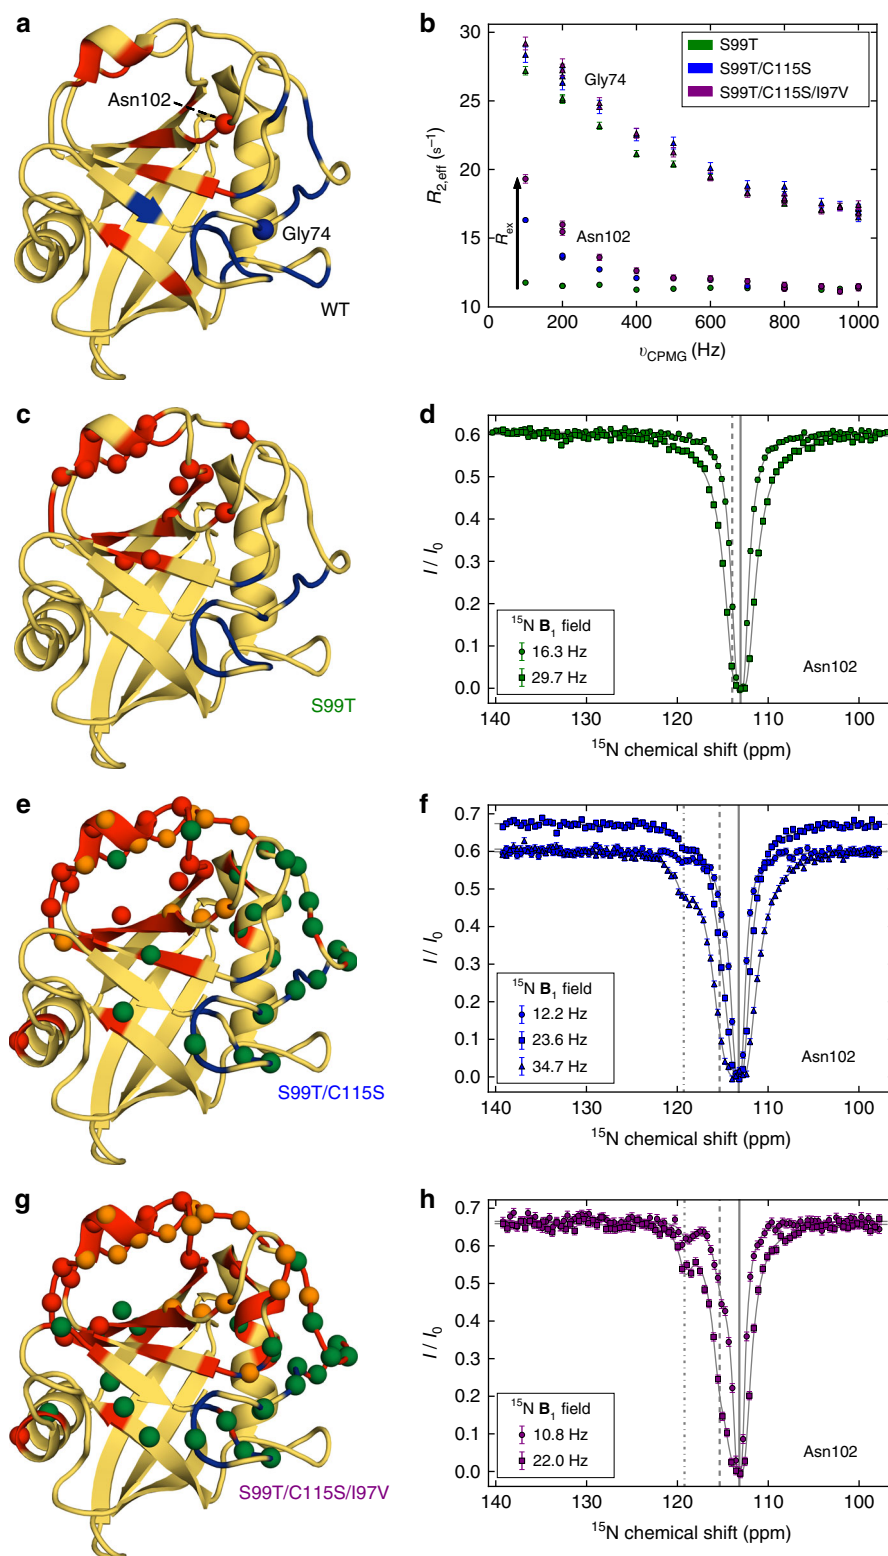 a
Asn102
Gly74
WT
b
30
25
20
15
10
R2,eff (s−1)
0
200
400
600
800
1000
υCPMG (Hz)
Gly74
Asn102
Rex
S99T
S99T/C115S
S99T/C115S/I97V
c
S99T
d
0.6
0.5
0.4
0.3
0.2
0.1
0.0
I / I0
15N B1 field
16.3 Hz
29.7 Hz
Asn102
140
130
120
110
100
15N chemical shift (ppm)
e
S99T/C115S
f
0.7
0.6
0.5
0.4
0.3
0.2
0.1
0.0
I / I0
15N B1 field
12.2 Hz
23.6 Hz
34.7 Hz
Asn102
140
130
120
110
100
15N chemical shift (ppm)
g
S99T/C115S/I97V
h
0.7
0.6
0.5
0.4
0.3
0.2
0.1
0.0
I / I0
15N B1 field
10.8 Hz
22.0 Hz
Asn102
140
130
120
110
100
15N chemical shift (ppm)